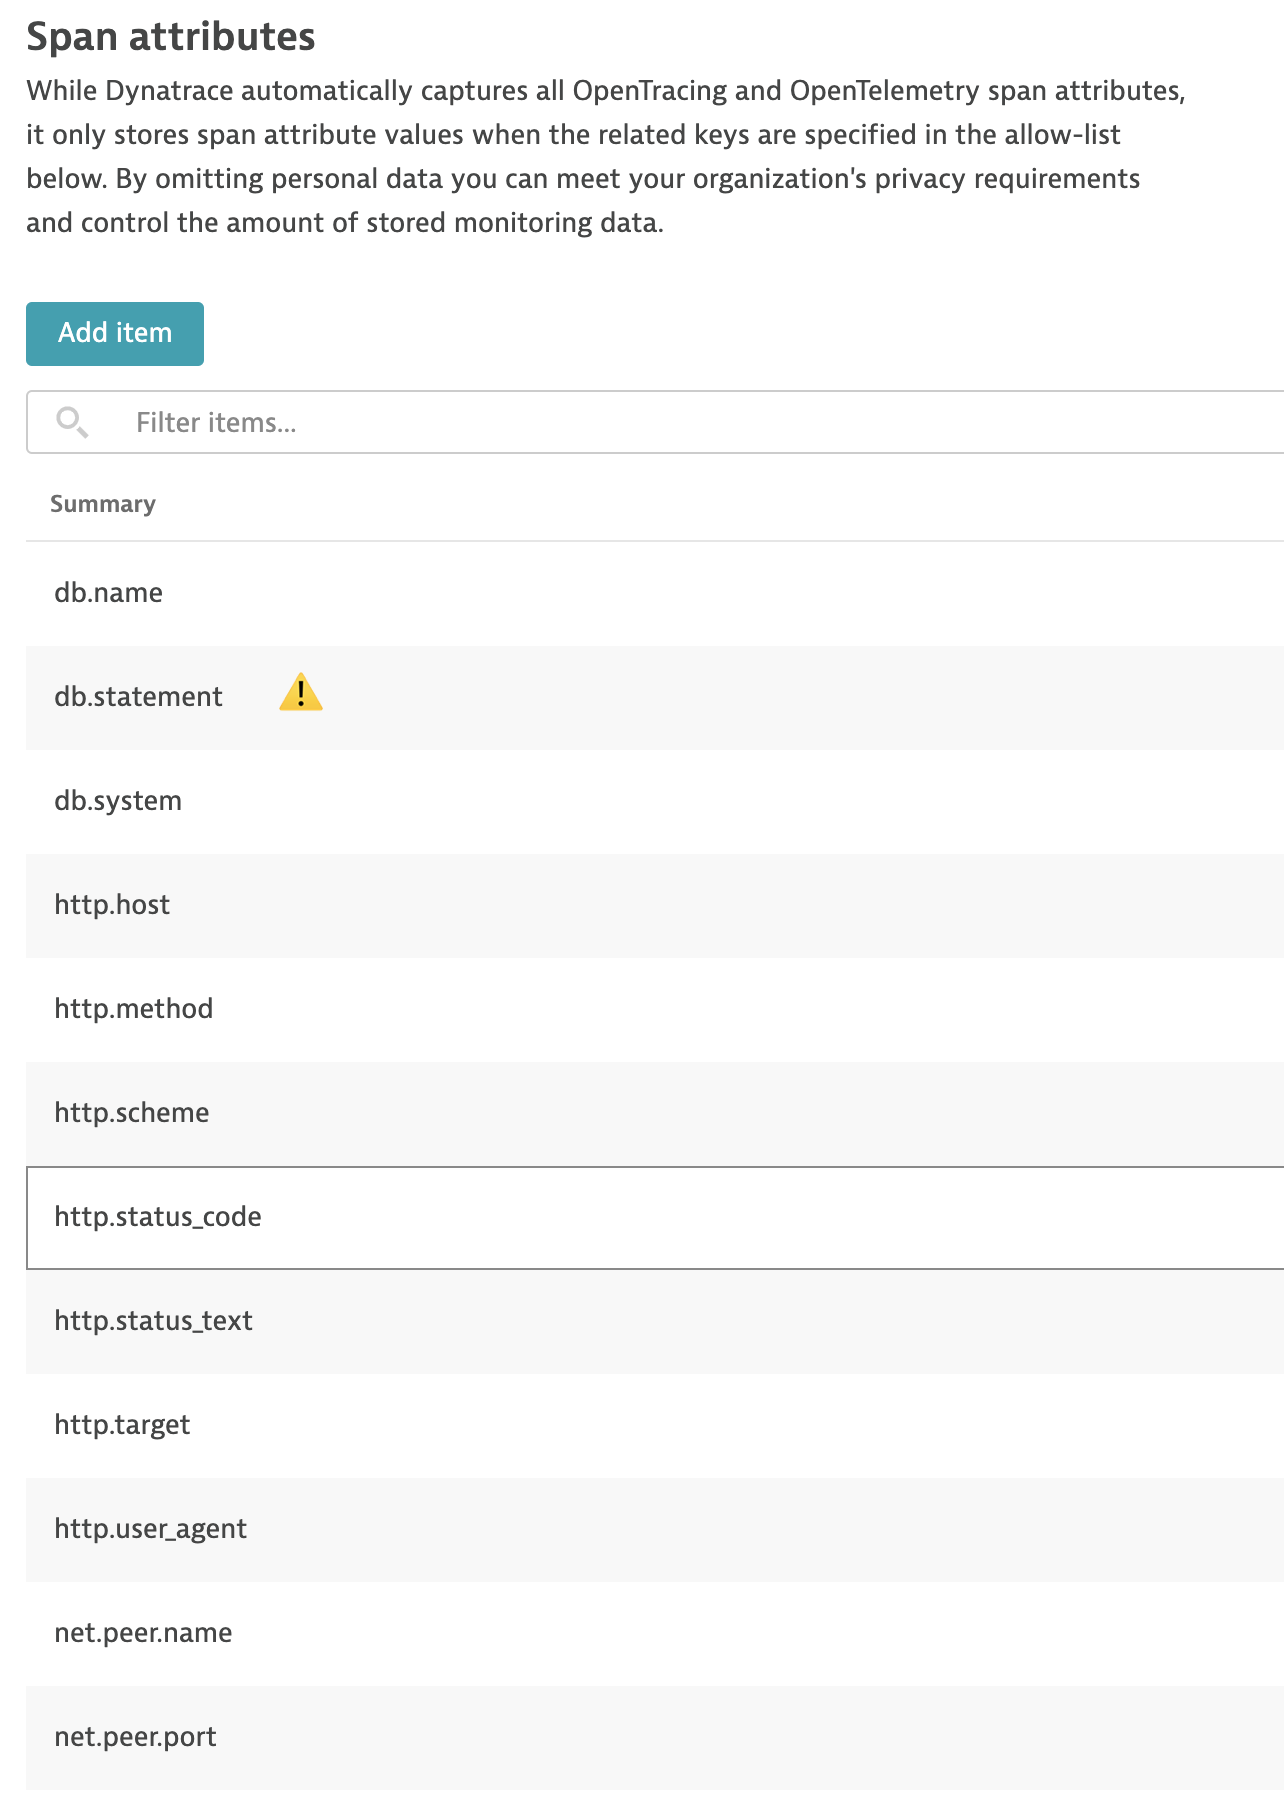 Span attributes
While Dynatrace automatically captures all OpenTracing and OpenTelemetry span attributes,
it only stores span attribute values when the related keys are specified in the allow-list
below. By omitting personal data you can meet your organization's privacy requirements
and control the amount of stored monitoring data.
Add item
Filter items...
Summary
db.name
db.statement
db.system
http.host
http.method
http.scheme
http.status_code
http.status_text
http.target
http.user_agent
net.peer.name
net.peer.port